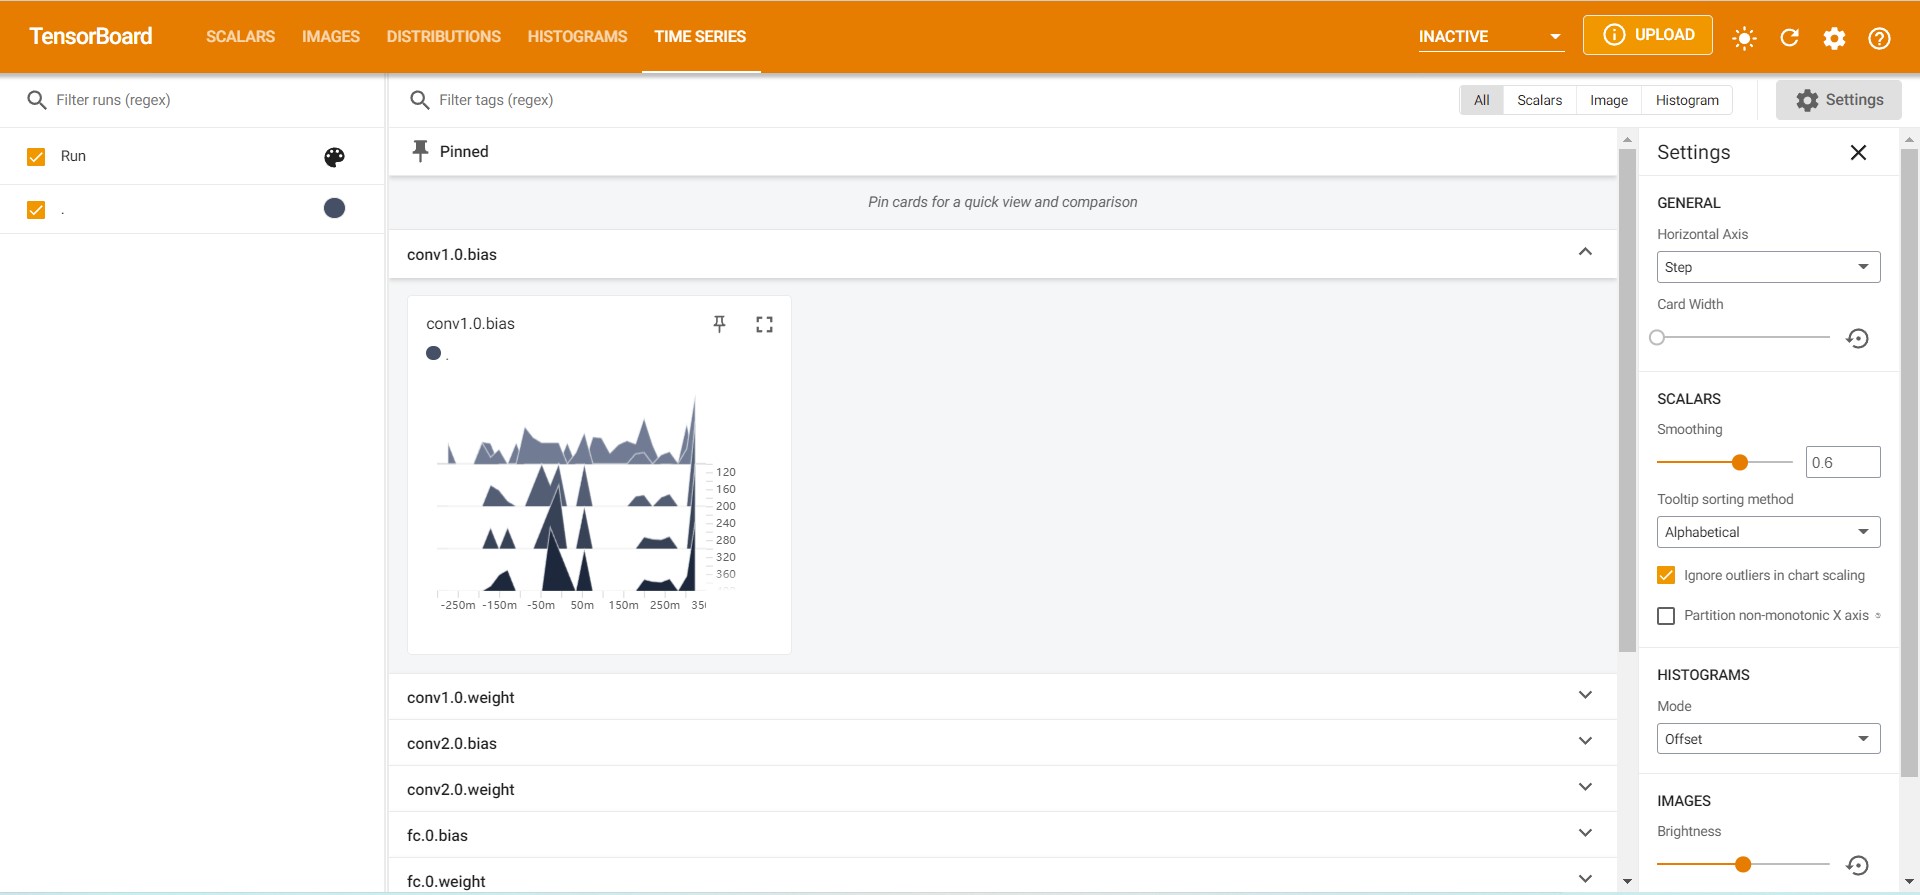 TensorBoard SCALARS IMAGES DISTRIBUTIONS HISTOGRAMS TIME SERIES INACTIVE UPLOAD
Filter runs (regex)
Run
.
Filter tags (regex)
All Scalars Image Histogram
Settings
Pinned
Pin cards for a quick view and comparison
conv1.0.bias
conv1.0.bias
.
120
160
200
240
280
320
360
-250m -150m -50m 50m 150m 250m
conv1.0.weight
conv2.0.bias
conv2.0.weight
fc.0.bias
fc.0.weight
Settings
GENERAL
Horizontal Axis
Step
Card Width
SCALARS
Smoothing
0.6
Tooltip sorting method
Alphabetical
Ignore outliers in chart scaling
Partition non-monotonic X axis
HISTOGRAMS
Mode
Offset
IMAGES
Brightness